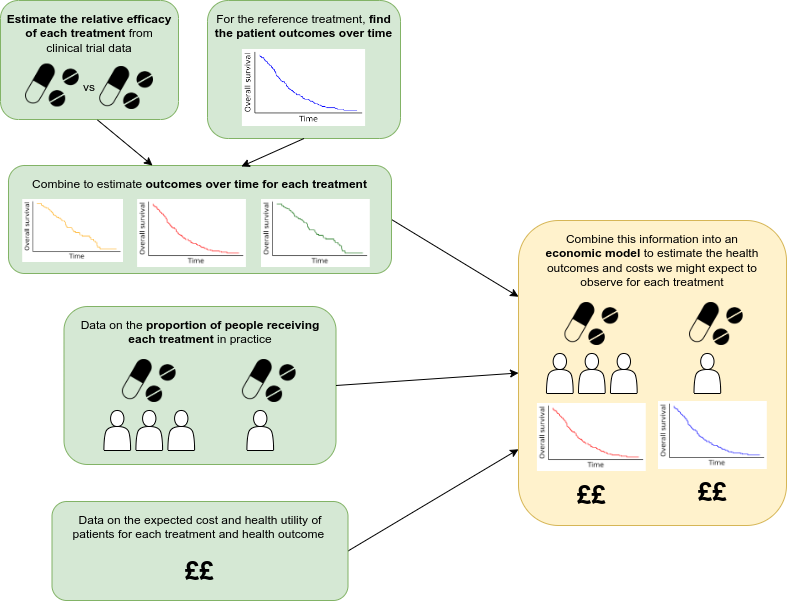 Estimate the relative efficacy
of each treatment from
clinical trial data
vs
For the reference treatment, find
the patient outcomes over time
Overall survival
Time
Combine to estimate outcomes over time for each treatment
Overall survival
Time
Overall survival
Time
Overall survival
Time
Data on the proportion of people receiving
each treatment in practice
Data on the expected cost and health utility of
patients for each treatment and health outcome
££
Combine this information into an
economic model to estimate the health
outcomes and costs we might expect to
observe for each treatment
Overall survival
Time
Overall survival
Time
££
££